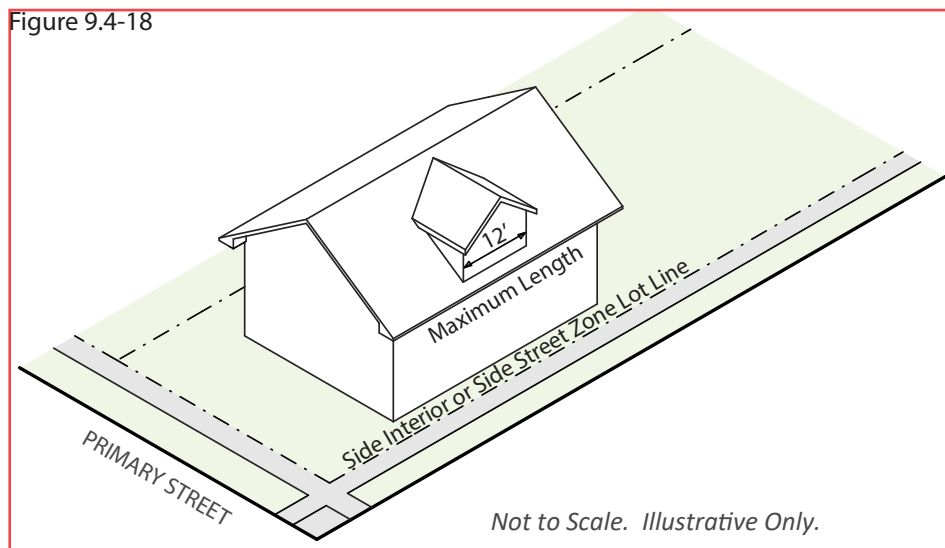 Figure 9.4-18
12'
Maximum Length
Side Interior or Side Street Zone Lot Line
PRIMARY STREET
Not to Scale. Illustrative Only.